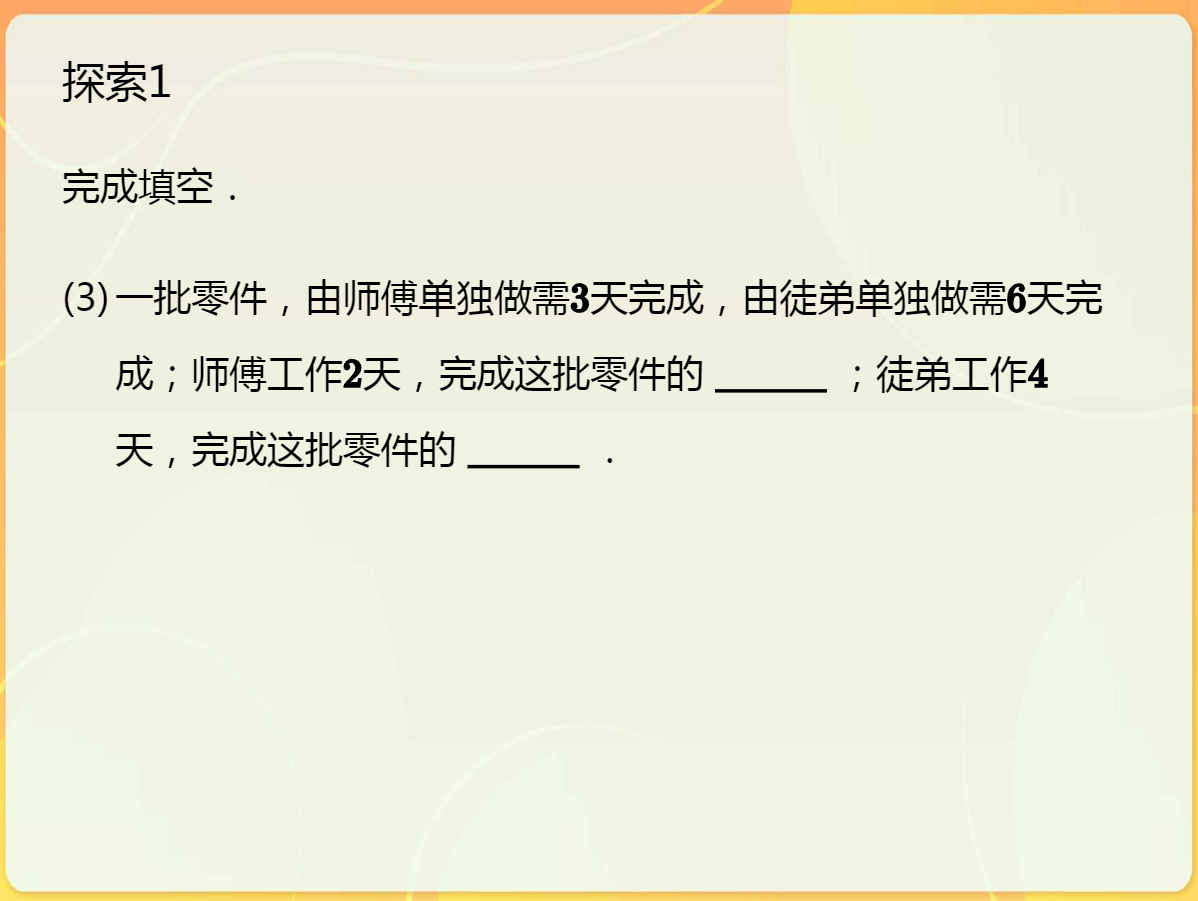 探索1
完成填空．
(3)一批零件，由师傅单独做需3天完成，由徒弟单独做需6天完
成；师傅工作2天，完成这批零件的 ______ ；徒弟工作4
天，完成这批零件的 ______ ．